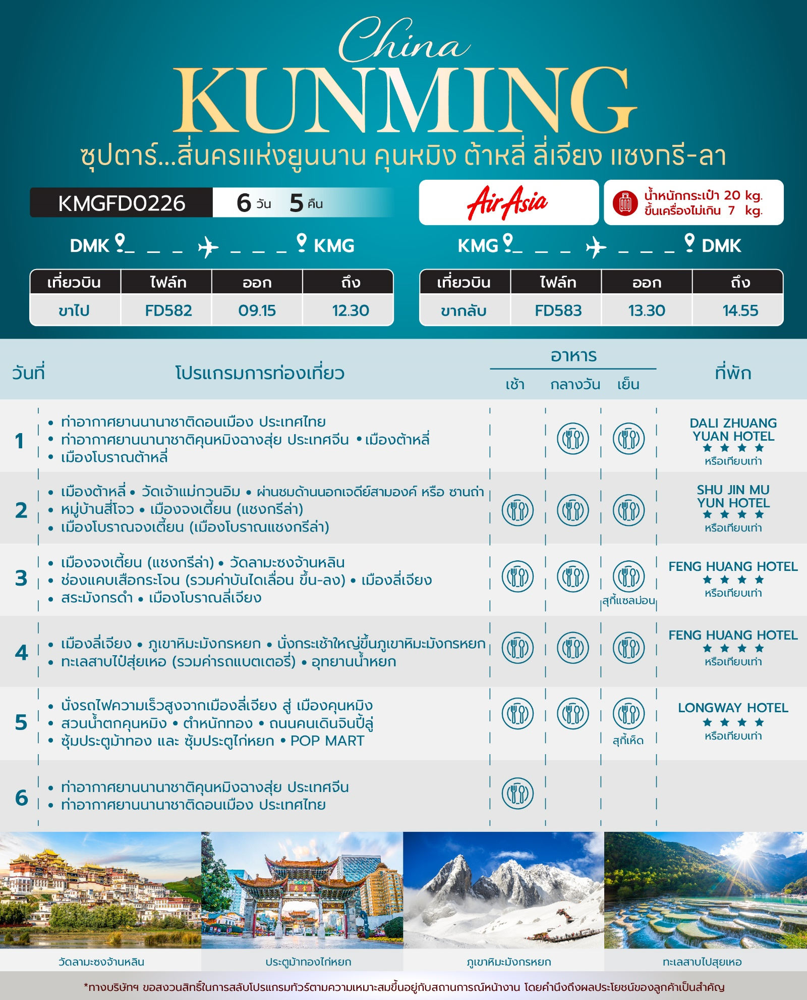 China
KUNMING
ซุปตาร์...สี่นครแห่งยูนนาน คุนหมิง ต้าหลี่ ลี่เจียง แชงกรี-ลา
KMGFD0226 6 วัน 5 คืน
AirAsia
น้ำหนักกระเป๋า 20 kg.
ขึ้นเครื่องไม่เกิน 7 kg.
DMK KMG
KMG DMK
เที่ยวบิน ไฟล์ท ออก ถึง
ขาไป FD582 09.15 12.30
เที่ยวบิน ไฟล์ท ออก ถึง
ขากลับ FD583 13.30 14.55
วันที่ โปรแกรมการท่องเที่ยว อาหาร ที่พัก
เช้า กลางวัน เย็น
1
• ท่าอากาศยานนานาชาติดอนเมือง ประเทศไทย
• ท่าอากาศยานนานาชาติคุนหมิงฉางสุ่ย ประเทศจีน • เมืองต้าหลี่
• เมืองโบราณต้าหลี่
DALI ZHUANG
YUAN HOTEL
หรือเทียบเท่า
2
• เมืองต้าหลี่ • วัดเจ้าแม่กวนอิม • ผ่านชมด้านนอกเจดีย์สามองค์ หรือ ซานถ่า
• หมู่บ้านสี่โจว • เมืองจงเตี้ยน (แชงกรีล่า)
• เมืองโบราณจงเตี้ยน (เมืองโบราณแชงกรีล่า)
SHU JIN MU
YUN HOTEL
หรือเทียบเท่า
3
• เมืองจงเตี้ยน (แชงกรีล่า) • วัดลามะซงจ้านหลิน
• ช่องแคบเสือกระโจน (รวมค่าบันไดเลื่อน ขึ้น-ลง) • เมืองลี่เจียง
• สระมังกรดำ • เมืองโบราณลี่เจียง
สุกี้แซลม่อน
FENG HUANG HOTEL
หรือเทียบเท่า
4
• เมืองลี่เจียง • ภูเขาหิมะมังกรหยก • นั่งกระเช้าใหญ่ขึ้นภูเขาหิมะมังกรหยก
• ทะเลสาบไป๋สุ่ยเหอ (รวมค่ารถแบตเตอรี่) • อุทยานน้ำหยก
FENG HUANG HOTEL
หรือเทียบเท่า
5
• นั่งรถไฟความเร็วสูงจากเมืองลี่เจียง สู่ เมืองคุนหมิง
• สวนน้ำตกคุนหมิง • ตำหนักทอง • ถนนคนเดินจินปี้ลู่
• ซุ้มประตูม้าทอง และ ซุ้มประตูไก่หยก • POP MART
สุกี้เห็ด
LONGWAY HOTEL
หรือเทียบเท่า
6
• ท่าอากาศยานนานาชาติคุนหมิงฉางสุ่ย ประเทศจีน
• ท่าอากาศยานนานาชาติดอนเมือง ประเทศไทย
วัดลามะซงจ้านหลิน
ประตูม้าทองไก่หยก
ภูเขาหิมะมังกรหยก
ทะเลสาบไปสุยเหอ
*ทางบริษัทฯ ขอสงวนสิทธิ์ในการสลับโปรแกรมทัวร์ตามความเหมาะสมขึ้นอยู่กับสถานการณ์หน้างาน โดยคำนึงถึงผลประโยชน์ของลูกค้าเป็นสำคัญ